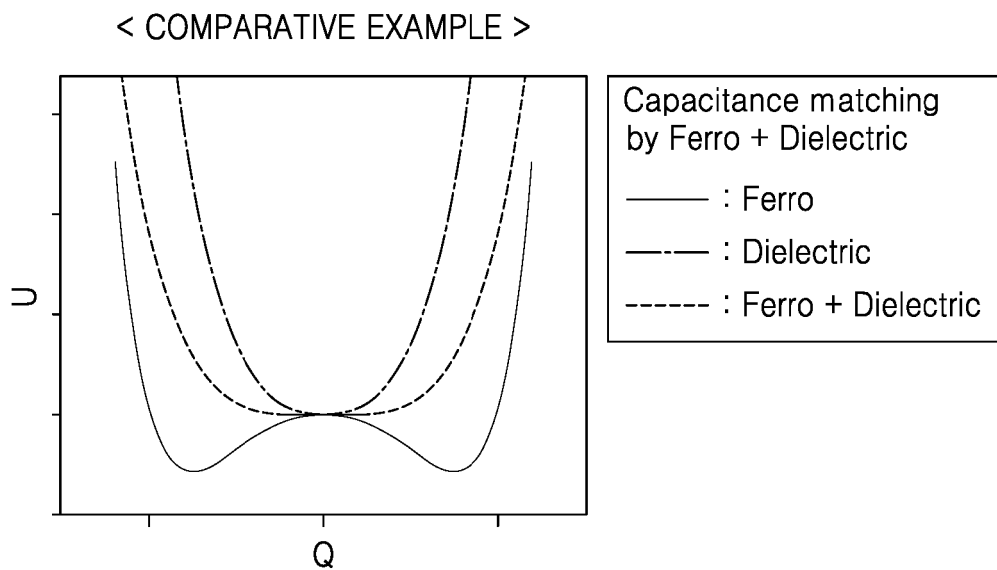 < COMPARATIVE EXAMPLE >
U
Q
Capacitance matching
by Ferro + Dielectric
: Ferro
: Dielectric
: Ferro + Dielectric